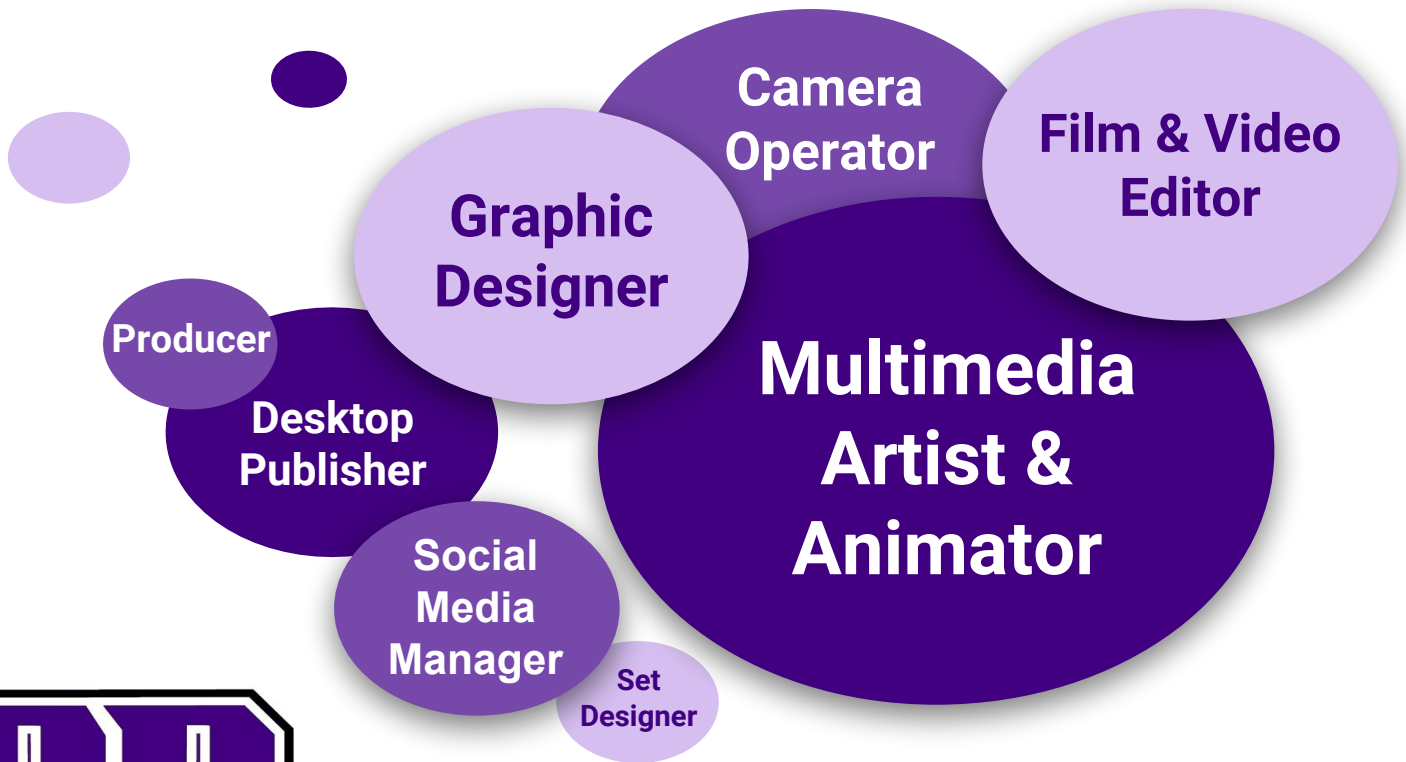 Camera
Operator
Film & Video
Editor
Graphic
Designer
Producer
Desktop
Publisher
Multimedia
Artist &
Animator
Social
Media
Manager
Set
Designer